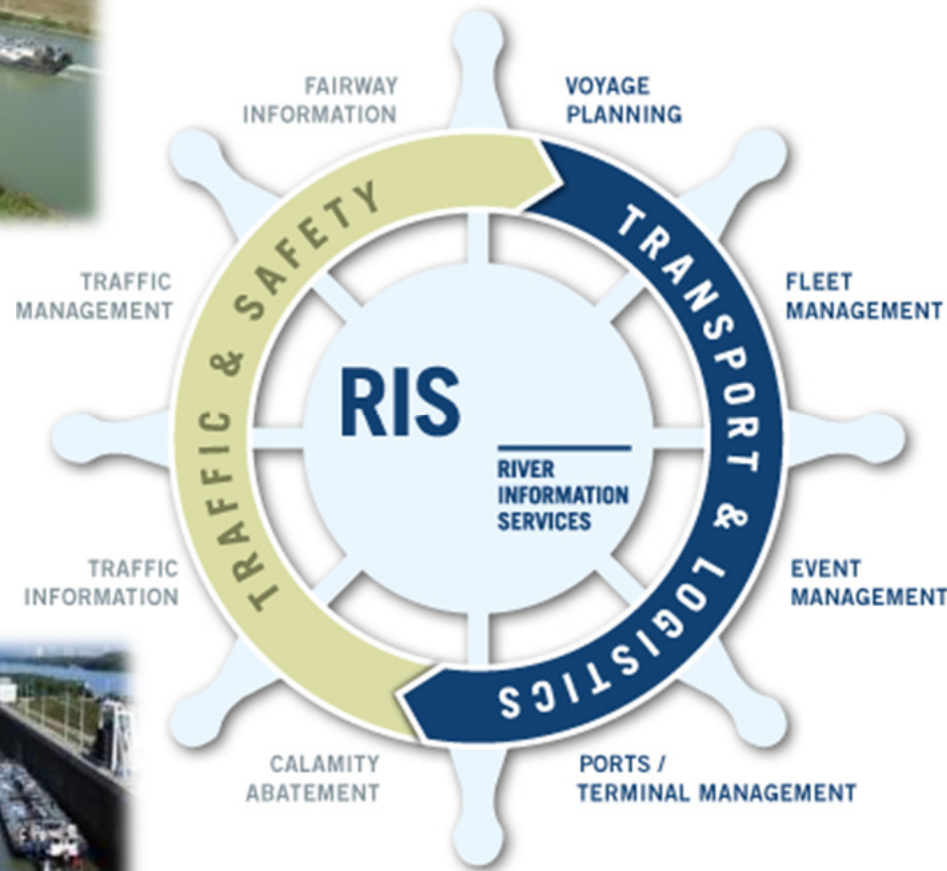 FAIRWAY
INFORMATION
VOYAGE
PLANNING
TRAFFIC & SAFETY
TRANSPORT & LOGISTICS
TRAFFIC
MANAGEMENT
FLEET
MANAGEMENT
RIS
RIVER
INFORMATION
SERVICES
TRAFFIC
INFORMATION
EVENT
MANAGEMENT
CALAMITY
ABATEMENT
PORTS /
TERMINAL MANAGEMENT